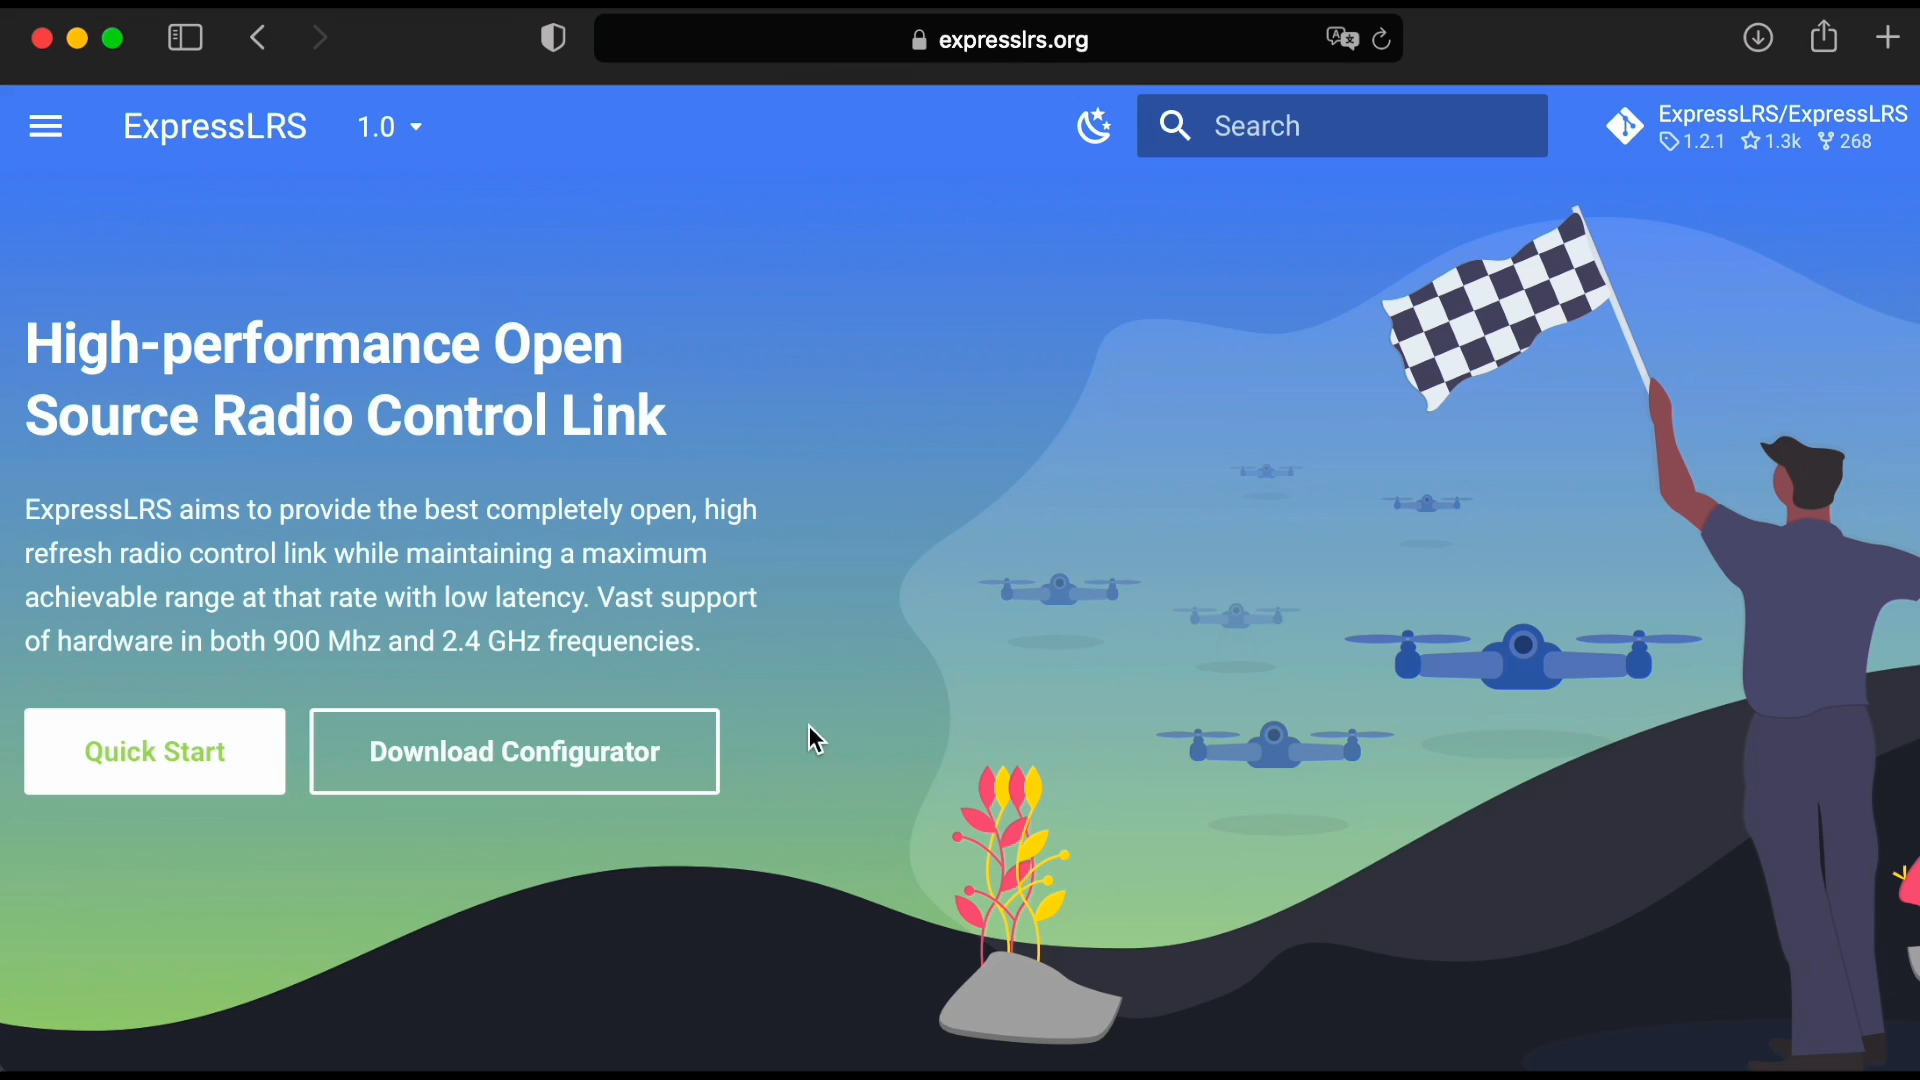 expresslrs.org
ExpressLRS
1.0
Search
ExpressLRS/ExpressLRS
1.2.1 1.3k 268
High-performance Open
Source Radio Control Link
ExpressLRS aims to provide the best completely open, high
refresh radio control link while maintaining a maximum
achievable range at that rate with low latency. Vast support
of hardware in both 900 Mhz and 2.4 GHz frequencies.
Quick Start
Download Configurator